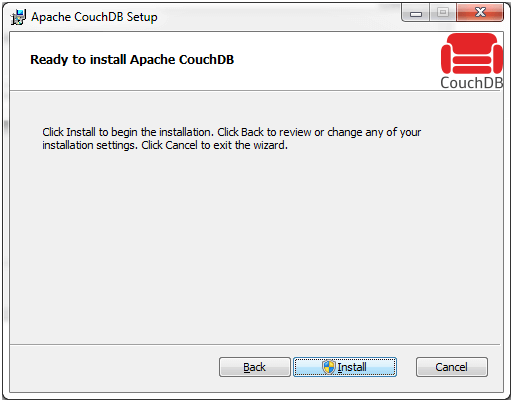 Apache CouchDB Setup
Ready to install Apache CouchDB
CouchDB
Click Install to begin the installation. Click Back to review or change any of your
installation settings. Click Cancel to exit the wizard.
Back
Install
Cancel